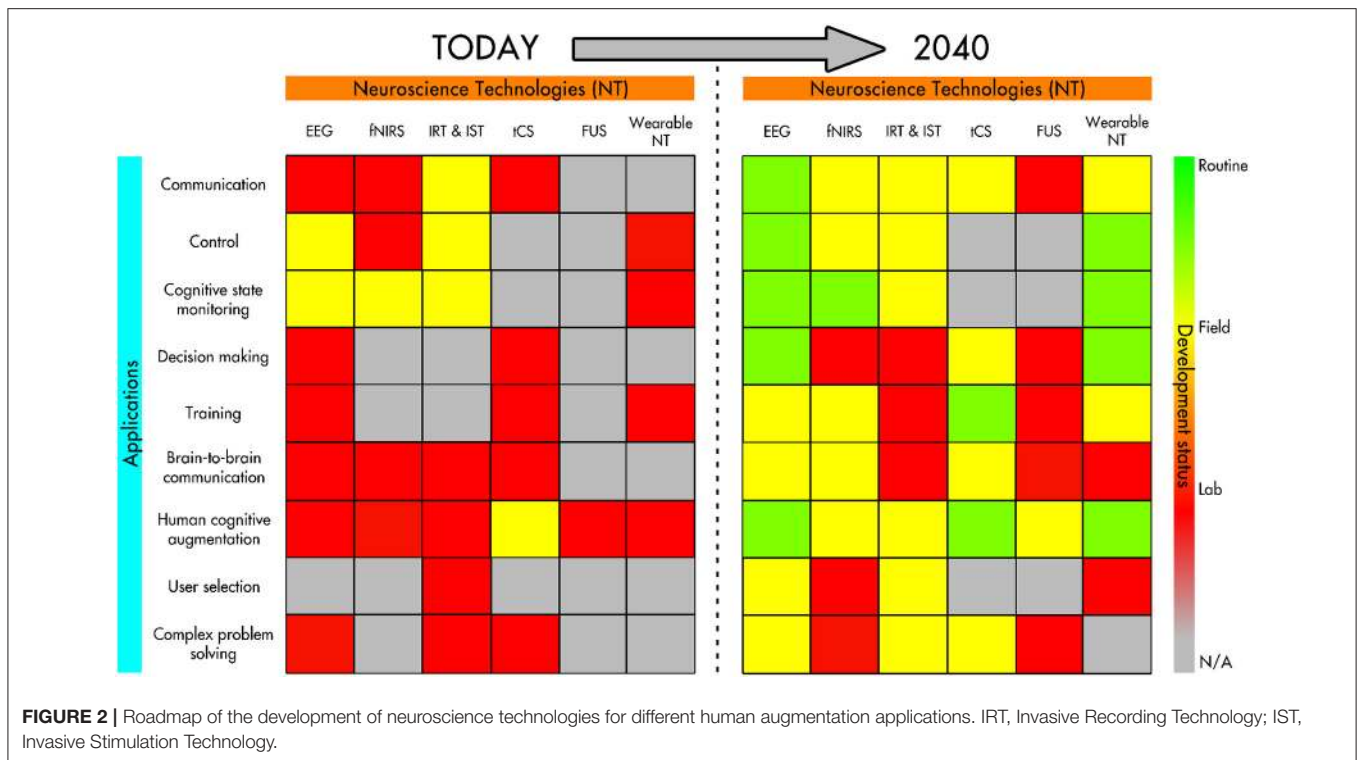 TODAY
2040
Neuroscience Technologies (NT)
Neuroscience Technologies (NT)
EEG
fNIRS
IRT & IST
tCS
FUS
Wearable
NT
EEG
fNIRS
IRT & IST
tCS
FUS
Wearable
NT
Applications
Communication
Control
Cognitive state
monitoring
Decision making
Training
Brain-to-brain
communication
Human cognitive
augmentation
User selection
Complex problem
solving
Routine
Field
Lab
N/A
Development status
FIGURE 2 | Roadmap of the development of neuroscience technologies for different human augmentation applications. IRT, Invasive Recording Technology; IST,
Invasive Stimulation Technology.